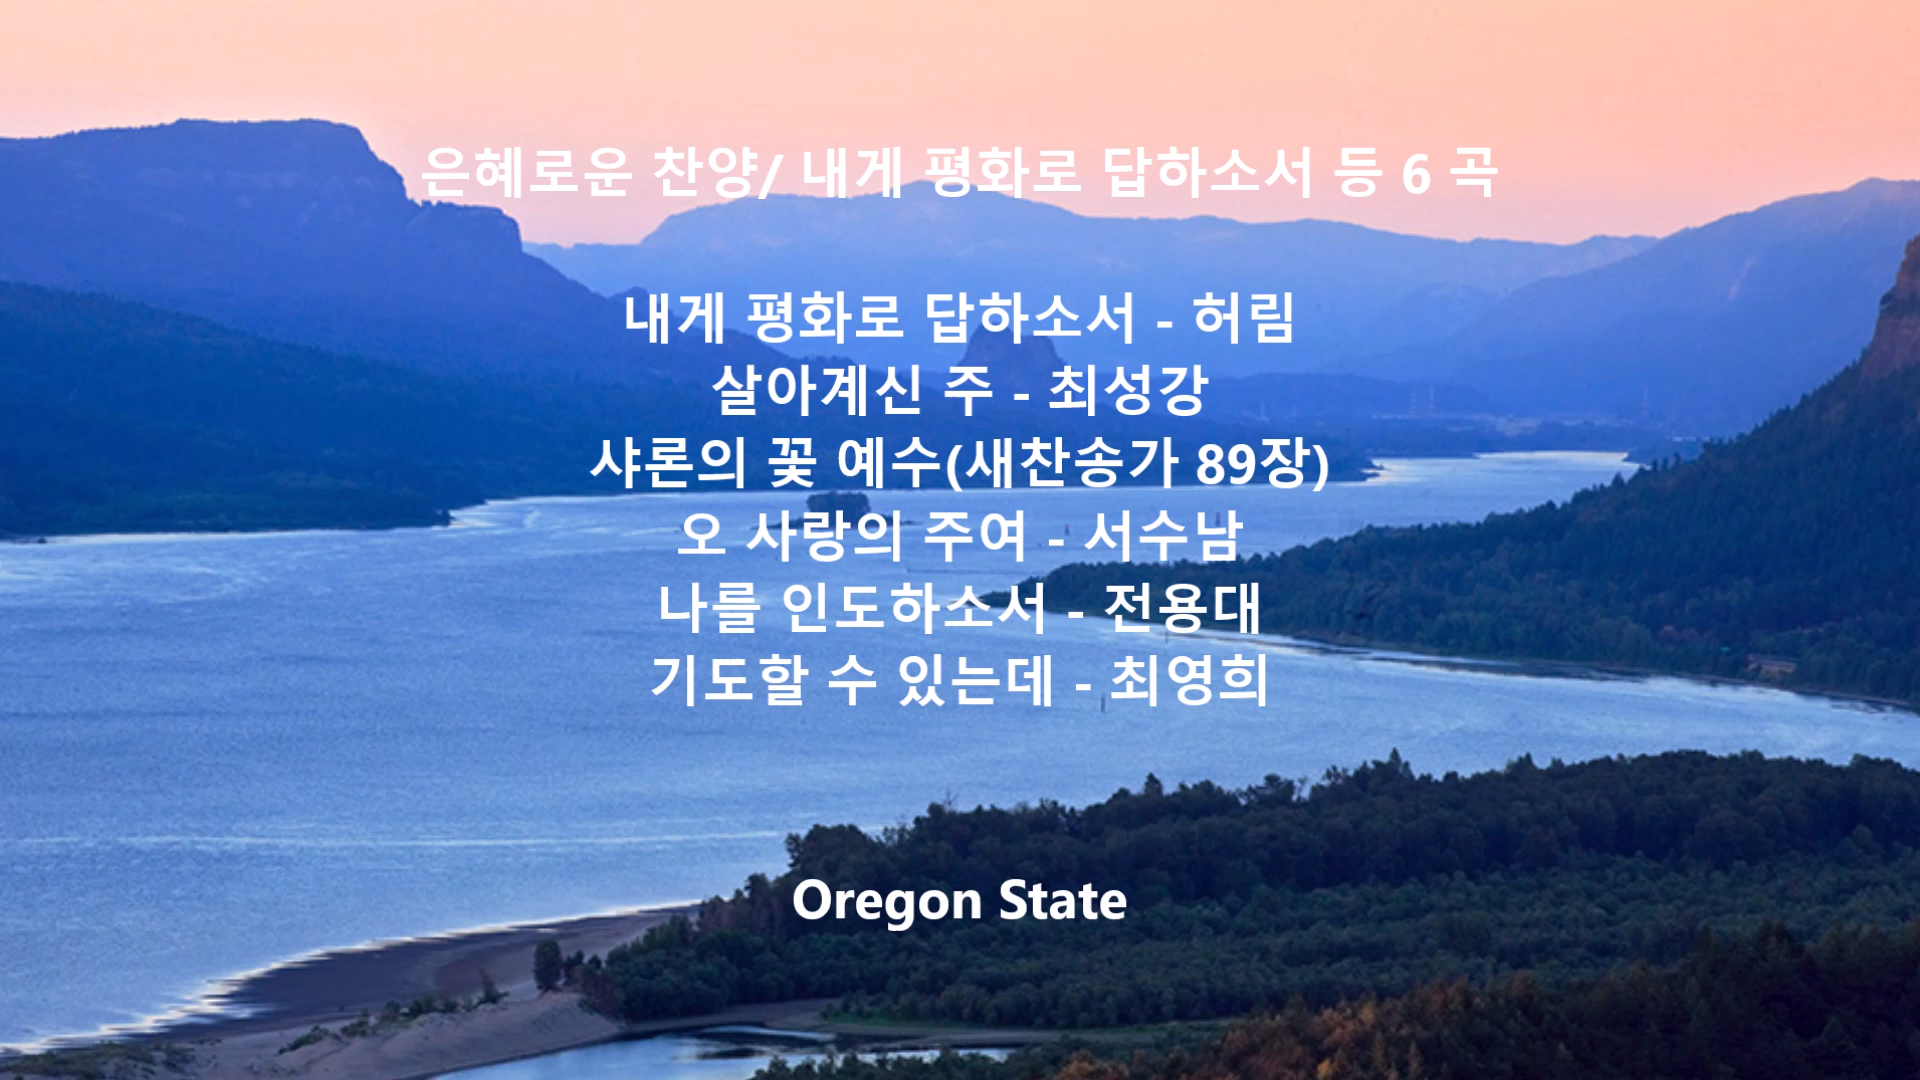 은혜로운 찬양/ 내게 평화로 답하소서 등 6 곡
내게 평화로 답하소서 - 허림
살아계신 주 - 최성강
샤론의 꽃 예수(새찬송가 89장)
오 사랑의 주여 - 서수남
나를 인도하소서 - 전용대
기도할 수 있는데 - 최영희
Oregon State